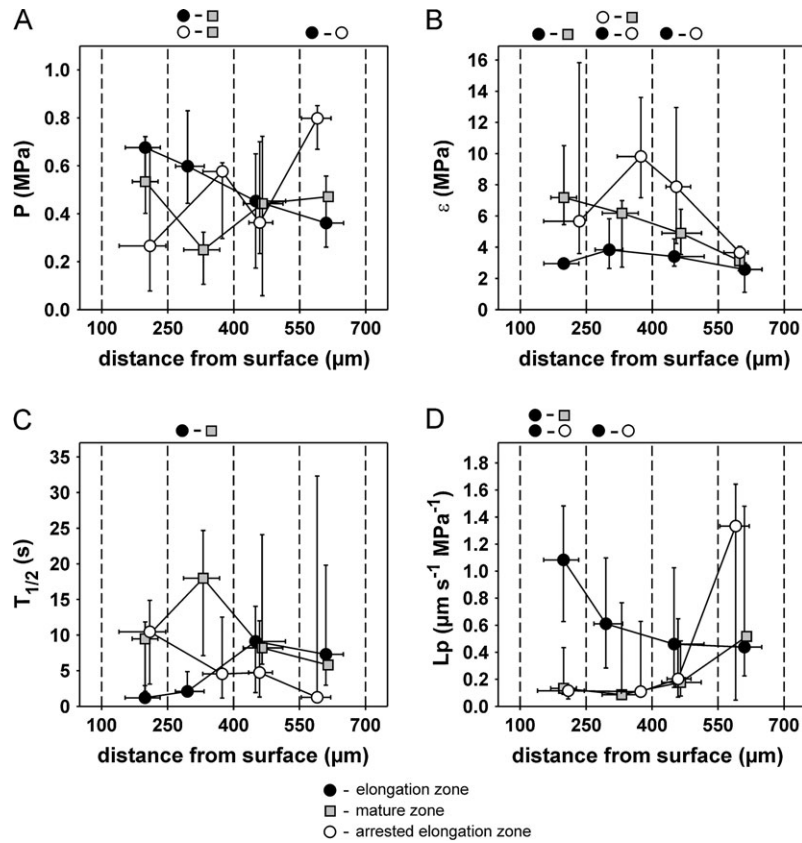 A
B
P (MPa)
1.0
0.8
0.6
0.4
0.2
0.0
100 250 400 550 700
distance from surface (µm)
ε (MPa)
16
14
12
10
8
6
4
2
0
100 250 400 550 700
distance from surface (µm)
C
D
T1/2 (s)
35
30
25
20
15
10
5
0
100 250 400 550 700
distance from surface (µm)
Lp (µm s-1 MPa-1)
1.8
1.6
1.4
1.2
1.0
0.8
0.6
0.4
0.2
0.0
100 250 400 550 700
distance from surface (µm)
- elongation zone
- mature zone
- arrested elongation zone